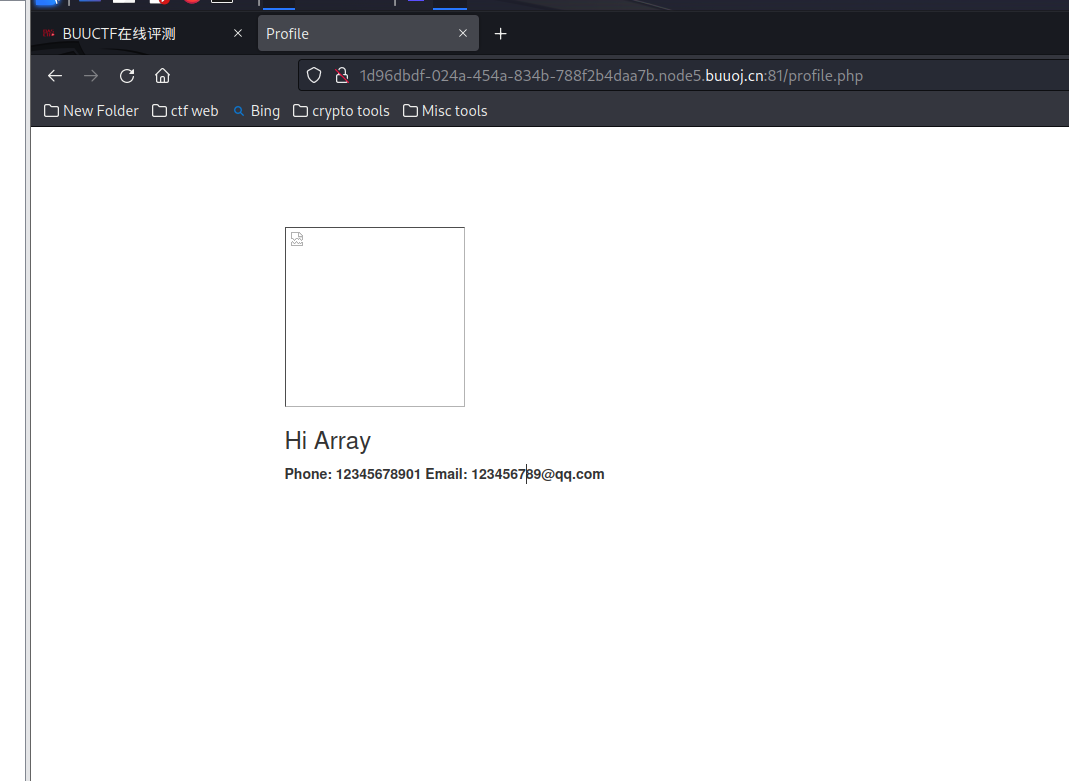 BUUCTF在线评测
Profile
1d96dbdf-024a-454a-834b-788f2b4daa7b.node5.buuoj.cn:81/profile.php
New Folder ctf web Bing crypto tools Misc tools
Hi Array
Phone: 12345678901 Email: 123456789@qq.com